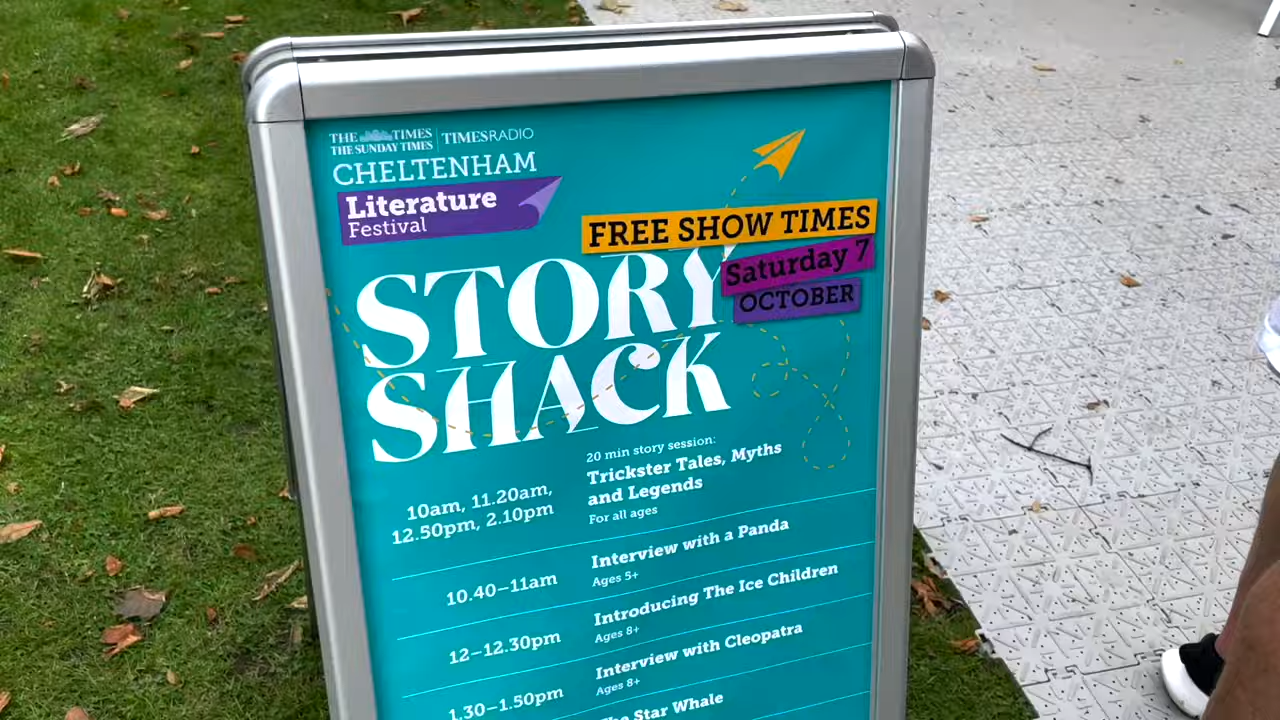 THE TIMES
THE SUNDAY TIMES
TIMES RADIO
CHELTENHAM
Literature
Festival
FREE SHOW TIMES
Saturday 7
OCTOBER
STORY
SHACK
10am, 11.20am,
12.50pm, 2.10pm
20 min story session:
Trickster Tales, Myths
and Legends
For all ages
10.40–11am
Interview with a Panda
Ages 5+
12–12.30pm
Introducing The Ice Children
Ages 8+
1.30–1.50pm
Interview with Cleopatra
Ages 8+
The Star Whale